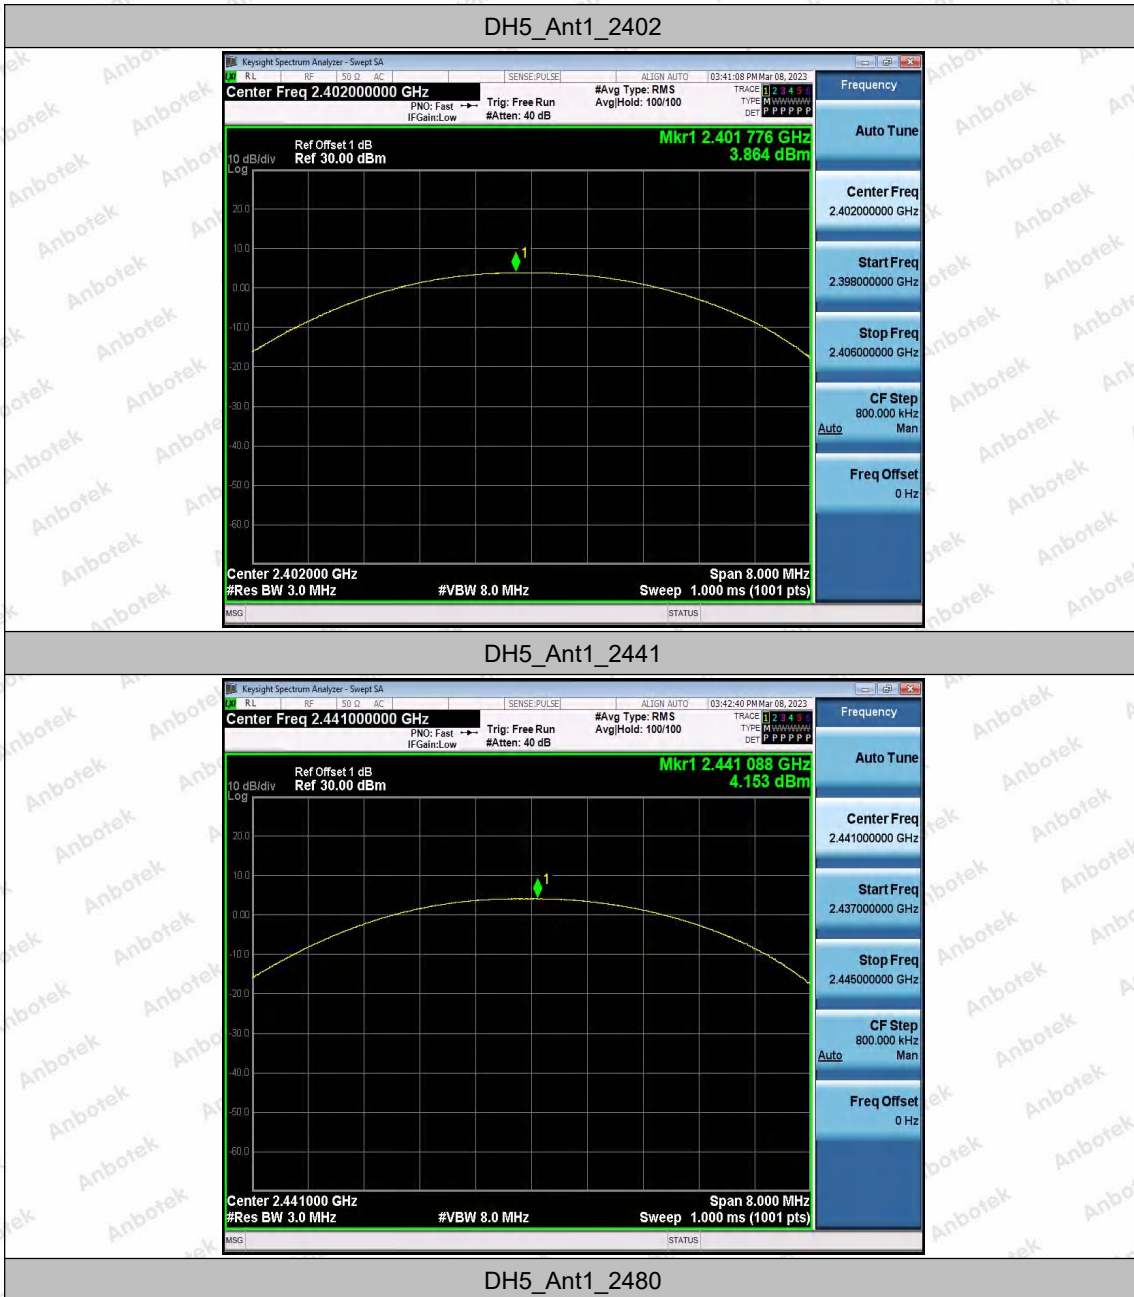 DH5_Ant1_2402
Keysight Spectrum Analyzer - Swept SA
LXI RL RF 50 Ω AC SENSE:PULSE ALIGN AUTO 03:41:08 PM Mar 08, 2023
Center Freq 2.402000000 GHz
PNO: Fast
IFGain:Low
Trig: Free Run
#Atten: 40 dB
#Avg Type: RMS
Avg|Hold: 100/100
TRACE 1 2 3 4 5 6
TYPE M WWWWW
DET P P P P P P
Mkr1 2.401 776 GHz
3.864 dBm
Ref Offset 1 dB
10 dB/div Ref 30.00 dBm
Log
20.0
10.0
0.00
-10.0
-20.0
-30.0
-40.0
-50.0
-60.0
1
Center 2.402000 GHz Span 8.000 MHz
#Res BW 3.0 MHz #VBW 8.0 MHz Sweep 1.000 ms (1001 pts)
MSG STATUS
Frequency
Auto Tune
Center Freq
2.402000000 GHz
Start Freq
2.398000000 GHz
Stop Freq
2.406000000 GHz
CF Step
800.000 kHz
Auto Man
Freq Offset
0 Hz
DH5_Ant1_2441
Keysight Spectrum Analyzer - Swept SA
LXI RL RF 50 Ω AC SENSE:PULSE ALIGN AUTO 03:42:40 PM Mar 08, 2023
Center Freq 2.441000000 GHz
PNO: Fast
IFGain:Low
Trig: Free Run
#Atten: 40 dB
#Avg Type: RMS
Avg|Hold: 100/100
TRACE 1 2 3 4 5 6
TYPE M WWWWW
DET P P P P P P
Mkr1 2.441 088 GHz
4.153 dBm
Ref Offset 1 dB
10 dB/div Ref 30.00 dBm
Log
20.0
10.0
0.00
-10.0
-20.0
-30.0
-40.0
-50.0
-60.0
1
Center 2.441000 GHz Span 8.000 MHz
#Res BW 3.0 MHz #VBW 8.0 MHz Sweep 1.000 ms (1001 pts)
MSG STATUS
Frequency
Auto Tune
Center Freq
2.441000000 GHz
Start Freq
2.437000000 GHz
Stop Freq
2.445000000 GHz
CF Step
800.000 kHz
Auto Man
Freq Offset
0 Hz
DH5_Ant1_2480
Anbotek